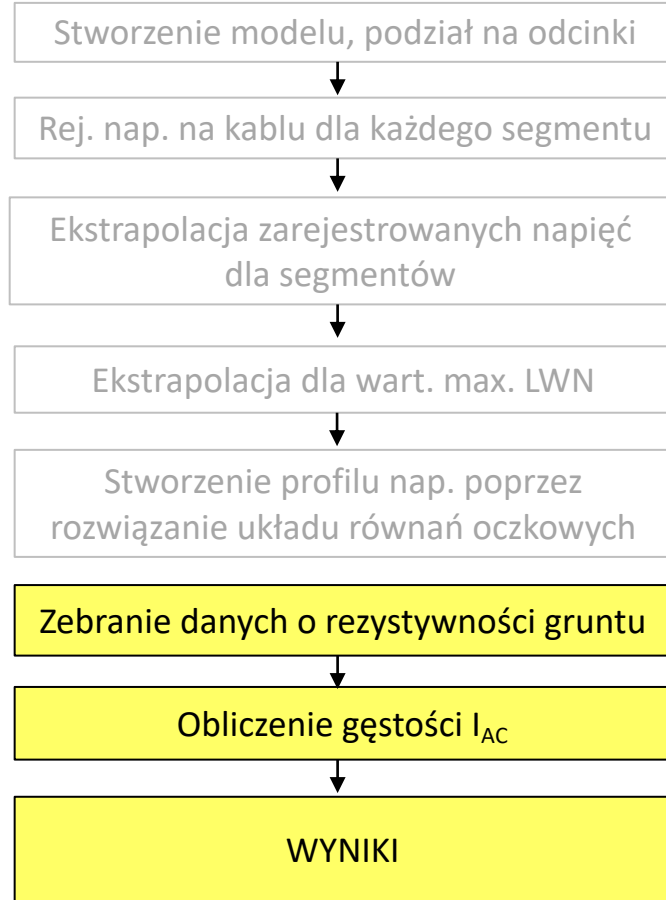 Stworzenie modelu, podział na odcinki
Rej. nap. na kablu dla każdego segmentu
Ekstrapolacja zarejestrowanych napięć
dla segmentów
Ekstrapolacja dla wart. max. LWN
Stworzenie profilu nap. poprzez
rozwiązanie układu równań oczkowych
Zebranie danych o rezystywności gruntu
Obliczenie gęstości I_AC
WYNIKI